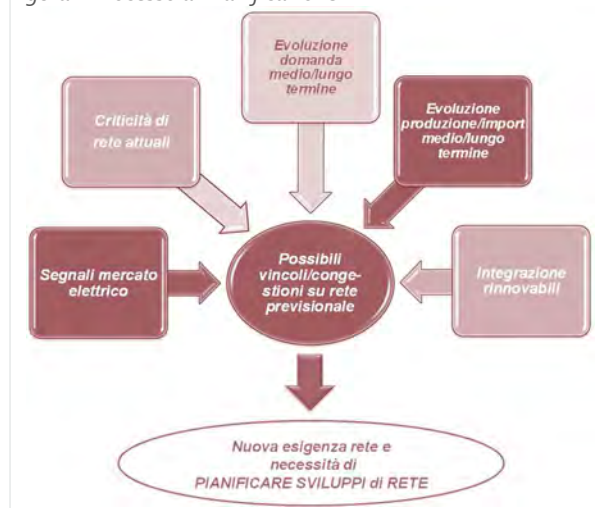 Evoluzione
domanda
medio/lungo
termine
Criticità di
rete attuali
Evoluzione
produzione/import
medio/lungo
termine
Segnali mercato
elettrico
Possibili
vincoli/conge-
stioni su rete
previsionale
Integrazione
rinnovabili
Nuova esigenza rete e
necessità di
PIANIFICARE SVILUPPI di RETE